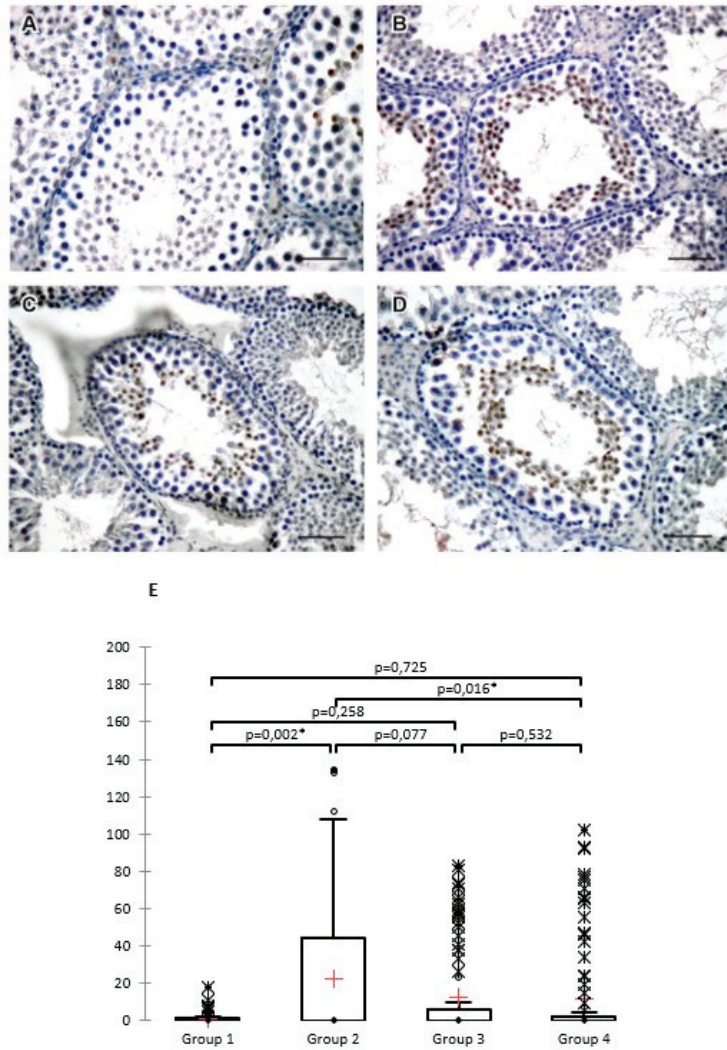 A
B
C
D
E
200
180
160
140
120
100
80
60
40
20
0
p=0,725
p=0,016*
p=0,258
p=0,002*
p=0,077
p=0,532
Group 1
Group 2
Group 3
Group 4